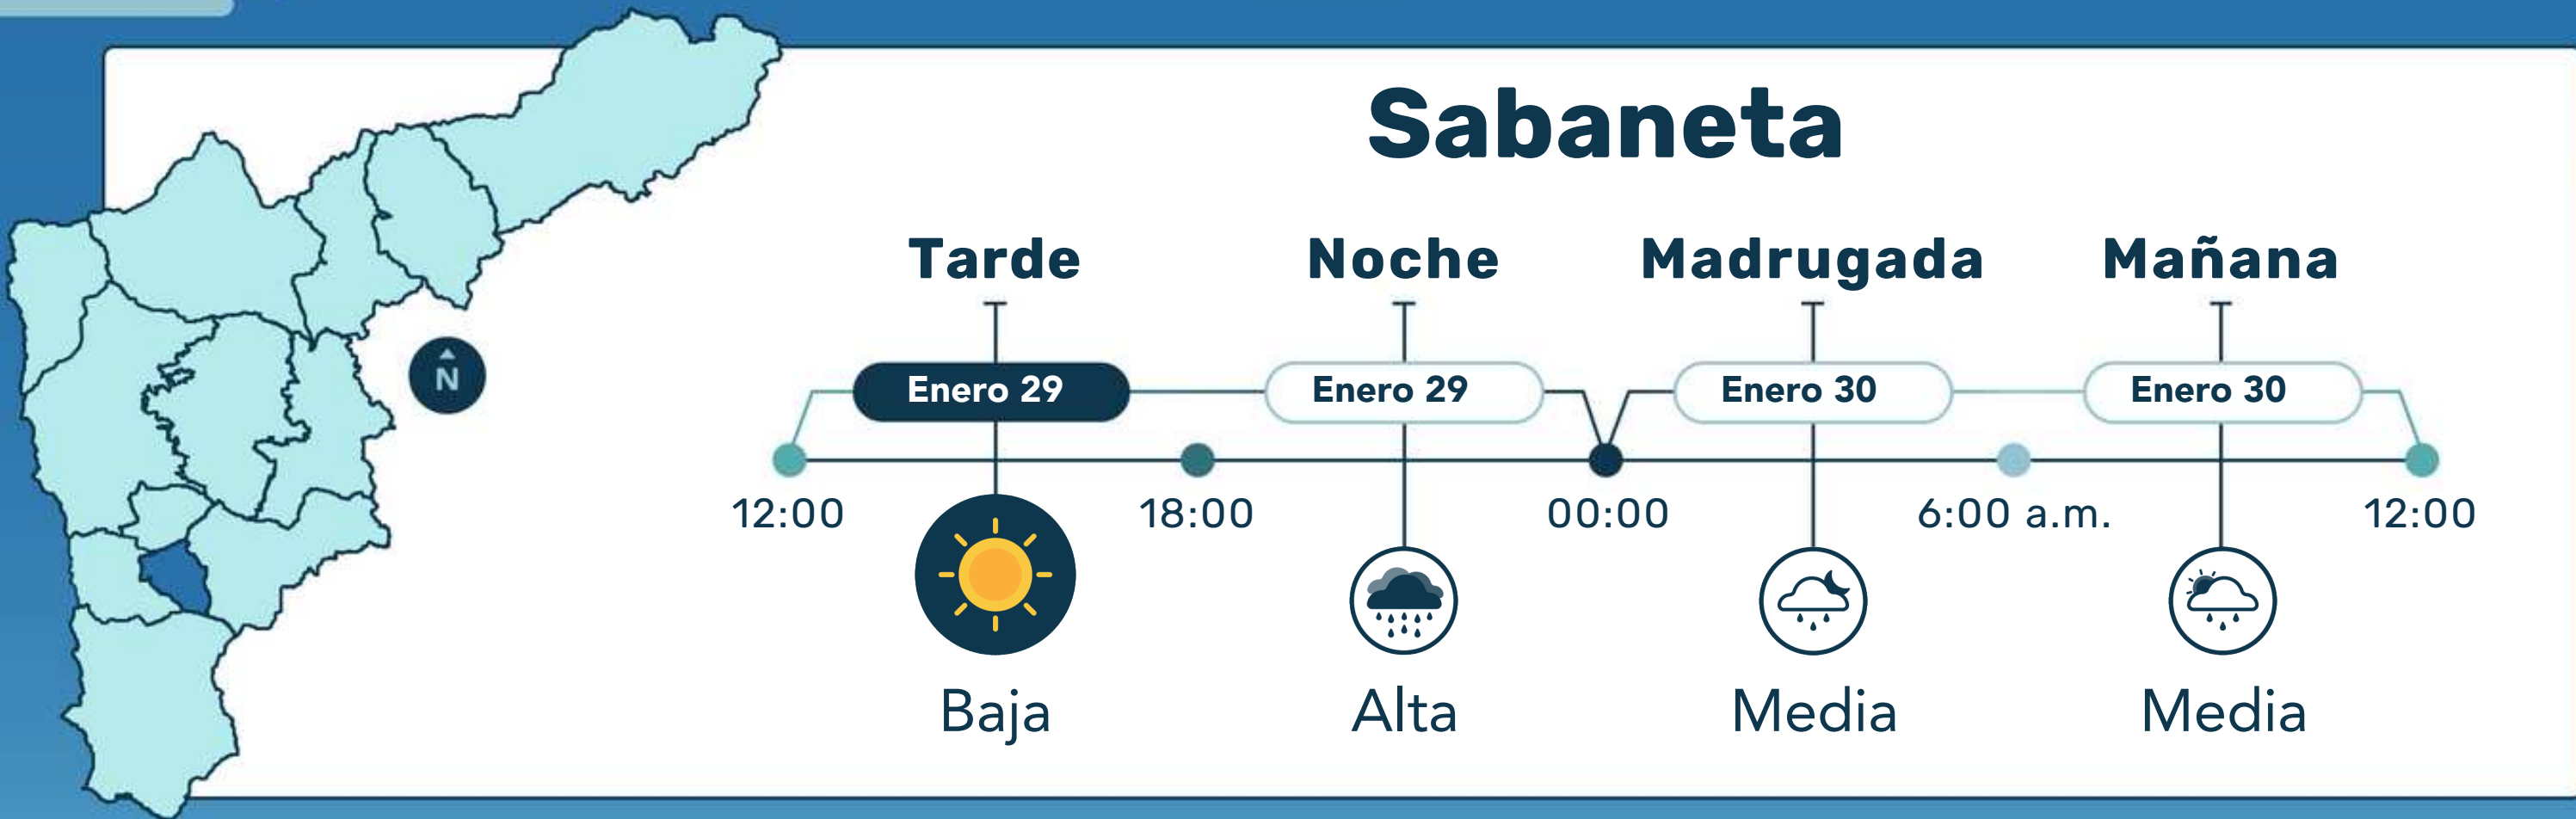 Sabaneta
Tarde Noche Madrugada Mañana
N
Enero 29 Enero 29 Enero 30 Enero 30
12:00 18:00 00:00 6:00 a.m. 12:00
Baja Alta Media Media